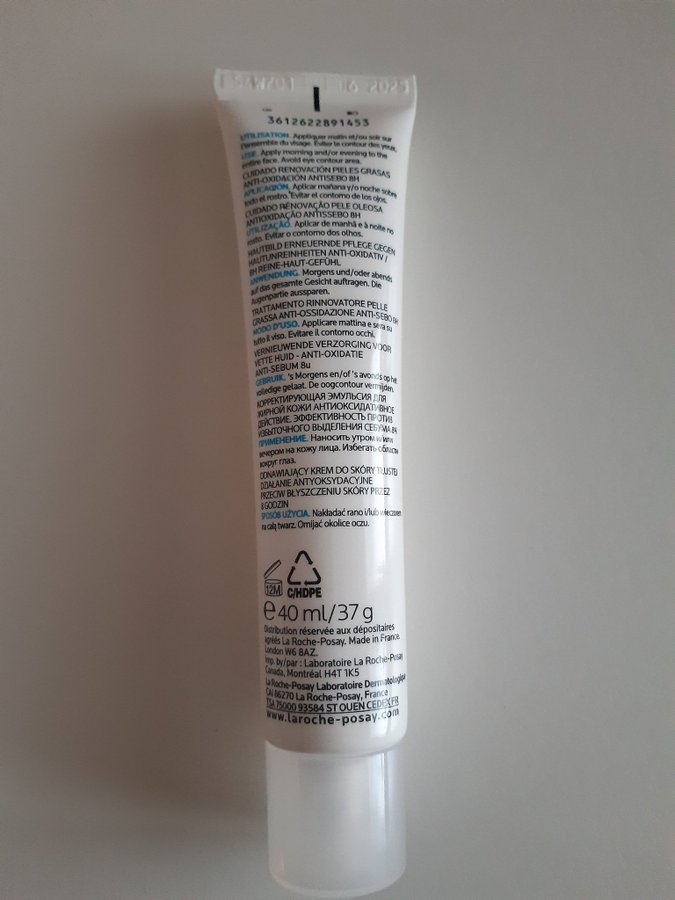 06 2025
3612622891453
UTILISATION. Appliquer matin et/ou soir sur
l'ensemble du visage. Éviter le contour des yeux.
USE. Apply morning and/or evening to the
entire face. Avoid eye contour area.
CUIDADO RENOVACIÓN PIELES GRASAS
ANTI-OXIDACIÓN ANTISEBO 8H
APLICACIÓN. Aplicar mañana y/o noche sobre
todo el rostro. Evitar el contorno de los ojos.
CUIDADO RENOVAÇÃO PELE OLEOSA
ANTIOXIDAÇÃO ANTISSEBO 8H
UTILIZAÇÃO. Aplicar de manhã e à noite no
rosto. Evitar o contorno dos olhos.
HAUTBILD ERNEUERNDE PFLEGE GEGEN
HAUTUNREINHEITEN ANTI-OXIDATIV /
8H REINE-HAUT-GEFÜHL
ANWENDUNG. Morgens und/oder abends
auf das gesamte Gesicht auftragen. Die
Augenpartie aussparen.
TRATTAMENTO RINNOVATORE PELLE
GRASSA ANTI-OSSIDAZIONE ANTI-SEBO 8H
MODO D'USO. Applicare mattina e sera su
tutto il viso. Evitare il contorno occhi.
VERNIEUWENDE VERZORGING VOOR
VETTE HUID - ANTI-OXIDATIE
ANTI-SEBUM 8u
GEBRUIK. 's Morgens en/of 's avonds op het
volledige gelaat. De oogcontour vermijden.
КОРРЕКТИРУЮЩАЯ ЭМУЛЬСИЯ ДЛЯ
ЖИРНОЙ КОЖИ АНТИОКСИДАТИВНОЕ
ДЕЙСТВИЕ. ЭФФЕКТИВНОСТЬ ПРОТИВ
ИЗБЫТОЧНОГО ВЫДЕЛЕНИЯ СЕБУМА 8Ч
ПРИМЕНЕНИЕ. Наносить утром и/или
вечером на кожу лица. Избегать области
вокруг глаз.
ODNAWIAJĄCY KREM DO SKÓRY TŁUSTEJ
DZIAŁANIE ANTYOKSYDACYJNE
PRZECIW BŁYSZCZENIU SKÓRY PRZEZ
8 GODZIN
SPOSÓB UŻYCIA. Nakładać rano i/lub wieczorem
na całą twarz. Omijać okolice oczu.
12M C/HDPE
e 40 ml/37 g
Distribution réservée aux dépositaires
agréés La Roche-Posay. Made in France.
London W6 8AZ.
Imp. by/par : Laboratoire La Roche-Posay
Canada, Montréal H4T 1K5
La Roche-Posay Laboratoire Dermatologique
CAI 86270 La Roche-Posay, France
TSA 75000 93584 ST OUEN CEDEX FR
www.laroche-posay.com